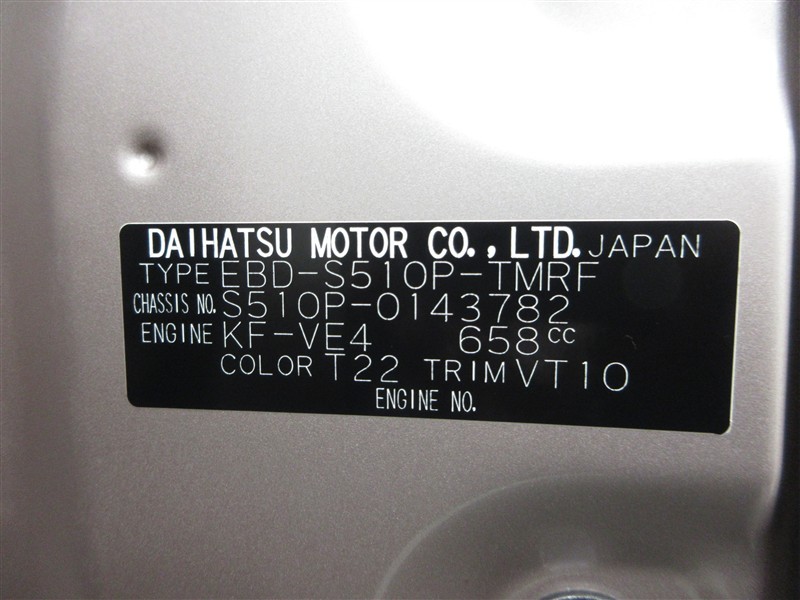 DAIHATSU MOTOR CO.,LTD. JAPAN
TYPE EBD-S510P-TMRF
CHASSIS NO. S510P-0143782
ENGINE KF-VE4 658cc
COLOR T22 TRIM VT10
ENGINE NO.